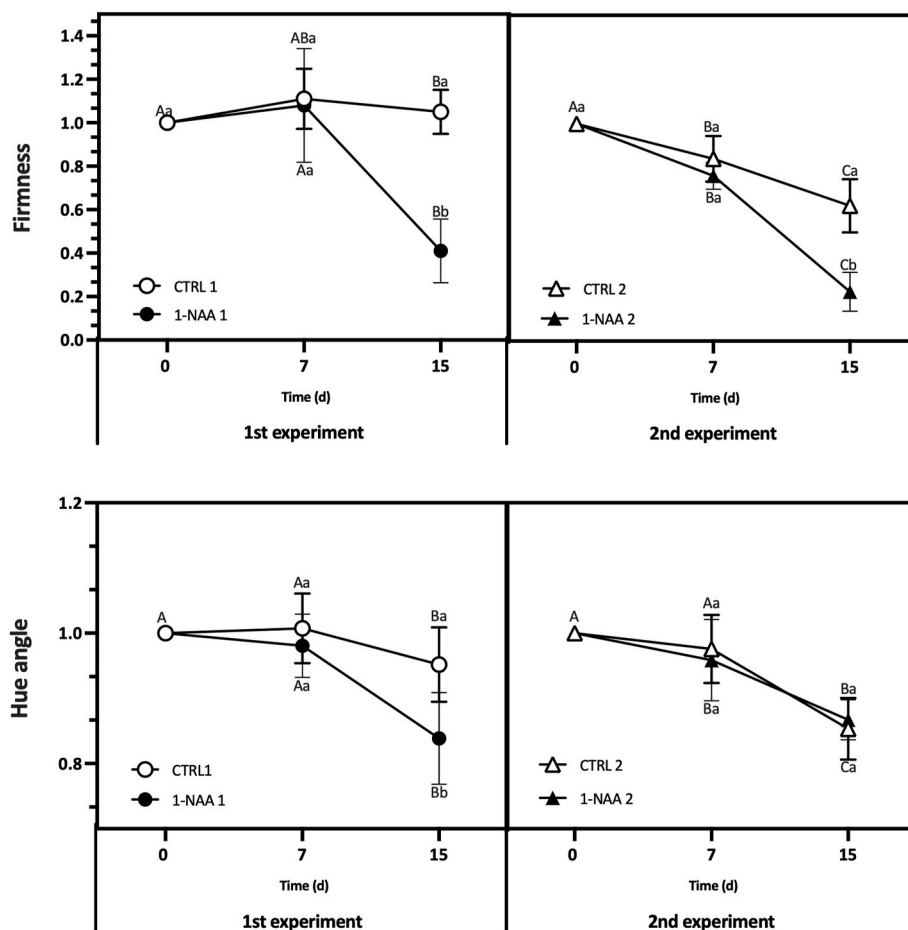 Firmness
1.4
1.2
1.0
0.8
0.6
0.4
0.2
0.0
Aa
ABa
Aa
Ba
Bb
CTRL 1
1-NAA 1
0 7 15
Time (d)
1st experiment
Aa
Ba
Ba
Ca
Cb
CTRL 2
1-NAA 2
0 7 15
Time (d)
2nd experiment
Hue angle
1.2
1.0
0.8
A
Aa
Aa
Ba
Bb
CTRL1
1-NAA 1
0 7 15
Time (d)
1st experiment
A
Aa
Ba
Ba
Ca
CTRL 2
1-NAA 2
0 7 15
Time (d)
2nd experiment